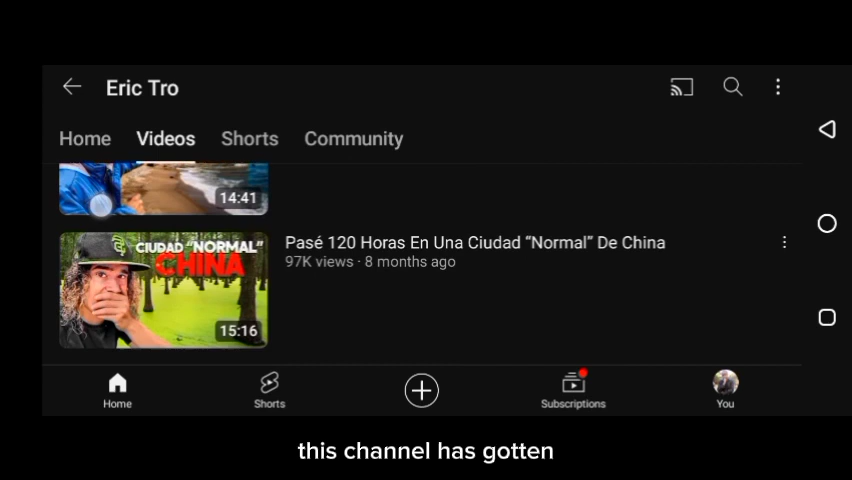 Eric Tro
Home Videos Shorts Community
14:41
CIUDAD "NORMAL"
CHINA
15:16
Pasé 120 Horas En Una Ciudad “Normal” De China
97K views · 8 months ago
Home Shorts Subscriptions You
this channel has gotten